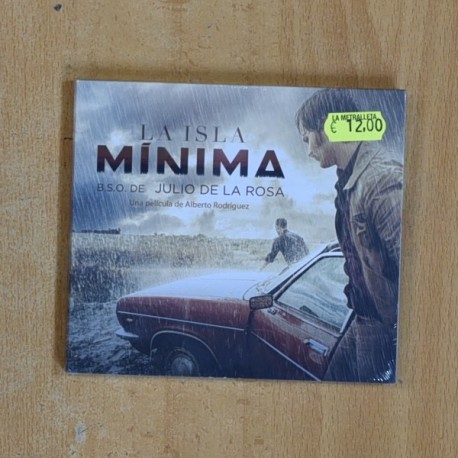 LA METRALLETA
€ 12,00
LA ISLA
MÍNIMA
B.S.O. DE JULIO DE LA ROSA
Una película de Alberto Rodríguez